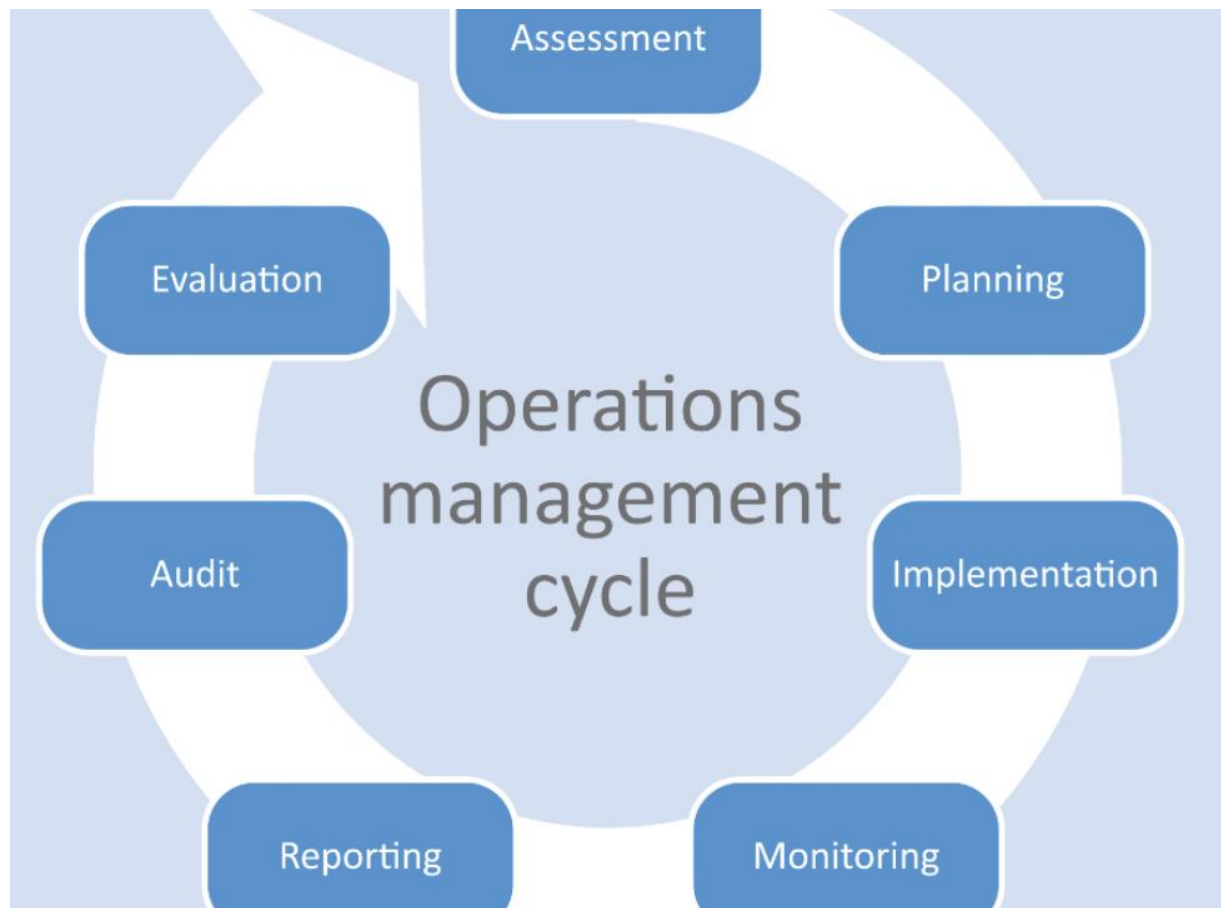 Assessment
Planning
Implementation
Monitoring
Reporting
Audit
Evaluation
Operations
management
cycle